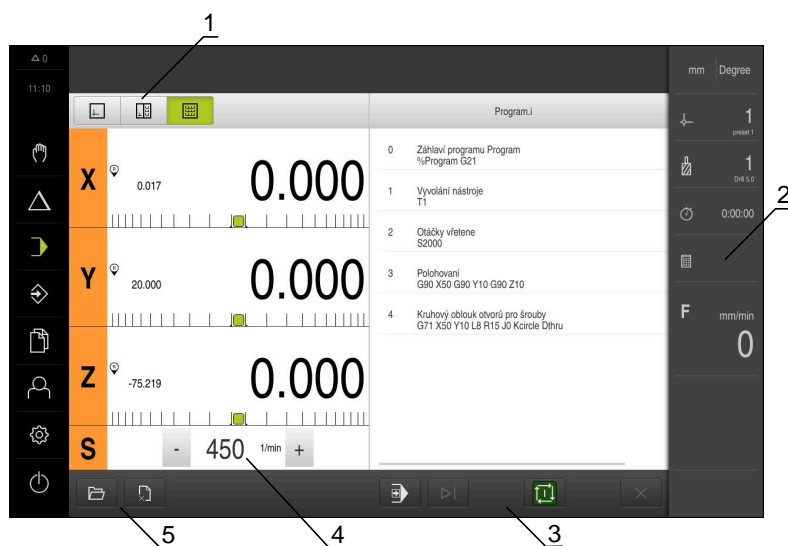 1
0
11:10
mm Degree
Program.i
1
preset 1
1
Drill 5.0
0:00:00
2
F mm/min
0
X R 0.017 0.000
Y R 20.000 0.000
Z R -75.219 0.000
S - 450 1/min +
0 Záhlaví programu Program
%Program G21
1 Vyvolání nástroje
T1
2 Otáčky vřetene
S2000
3 Polohovani
G90 X50 G90 Y10 G90 Z10
4 Kruhový oblouk otvorů pro šrouby
G71 X50 Y10 L8 R15 J0 Kcircle Dthru
5
4
3